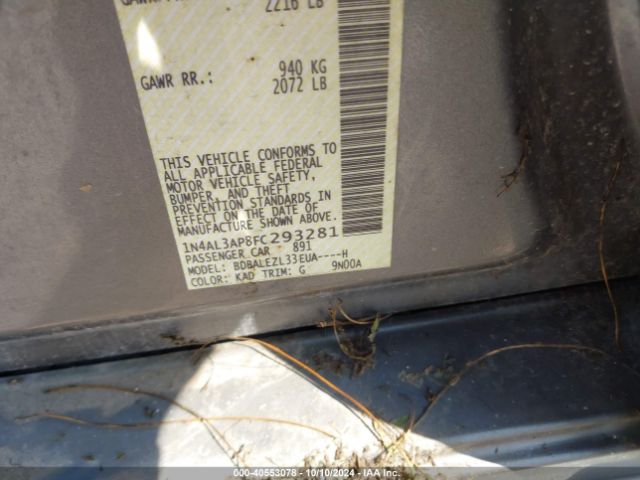 2216 LB
GAWR RR.: 940 KG
2072 LB
THIS VEHICLE CONFORMS TO
ALL APPLICABLE FEDERAL
MOTOR VEHICLE SAFETY,
BUMPER, AND THEFT
PREVENTION STANDARDS IN
EFFECT ON THE DATE OF
MANUFACTURE SHOWN ABOVE.
1N4AL3AP8FC293281
PASSENGER CAR 891
MODEL: BDBALEZL33EUA----H
COLOR: KAD TRIM: G 9N00A
000-40553078 - 10/10/2024 - IAA Inc.